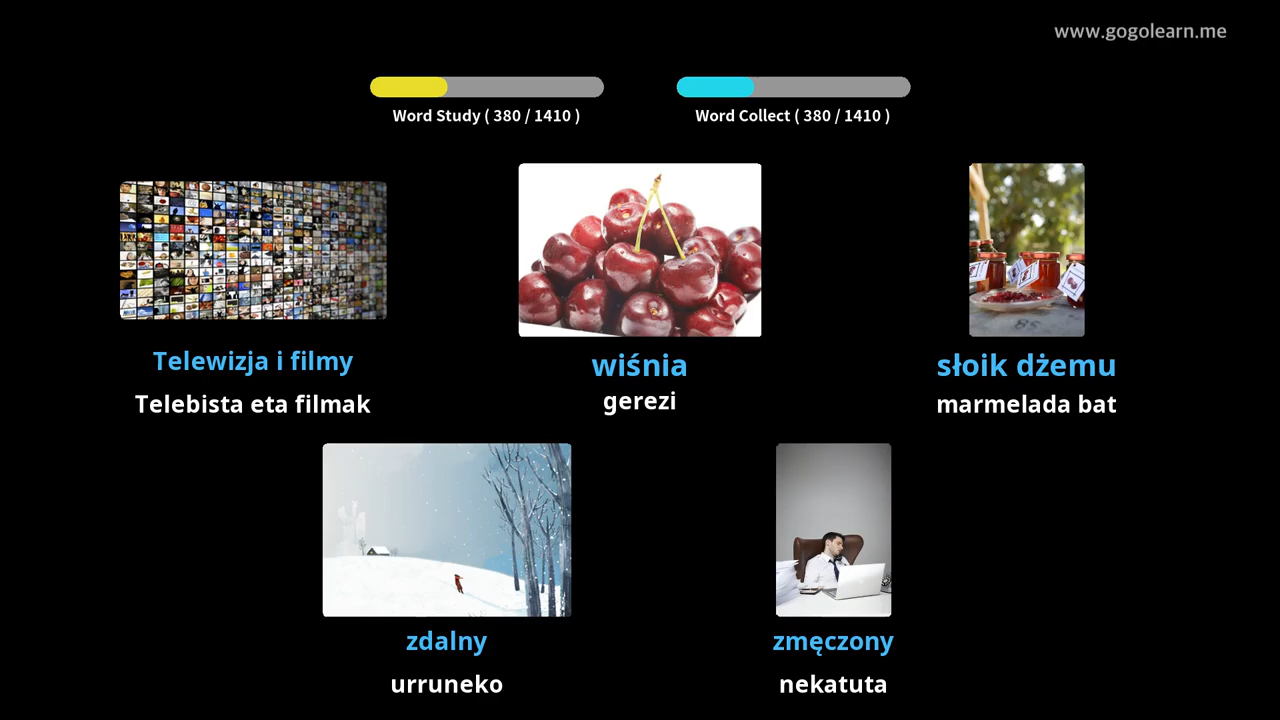 www.gogolearn.me
Word Study ( 380 / 1410 )
Word Collect ( 380 / 1410 )
Telewizja i filmy
Telebista eta filmak
wiśnia
gerezi
słoik dżemu
marmelada bat
zdalny
urruneko
zmęczony
nekatuta